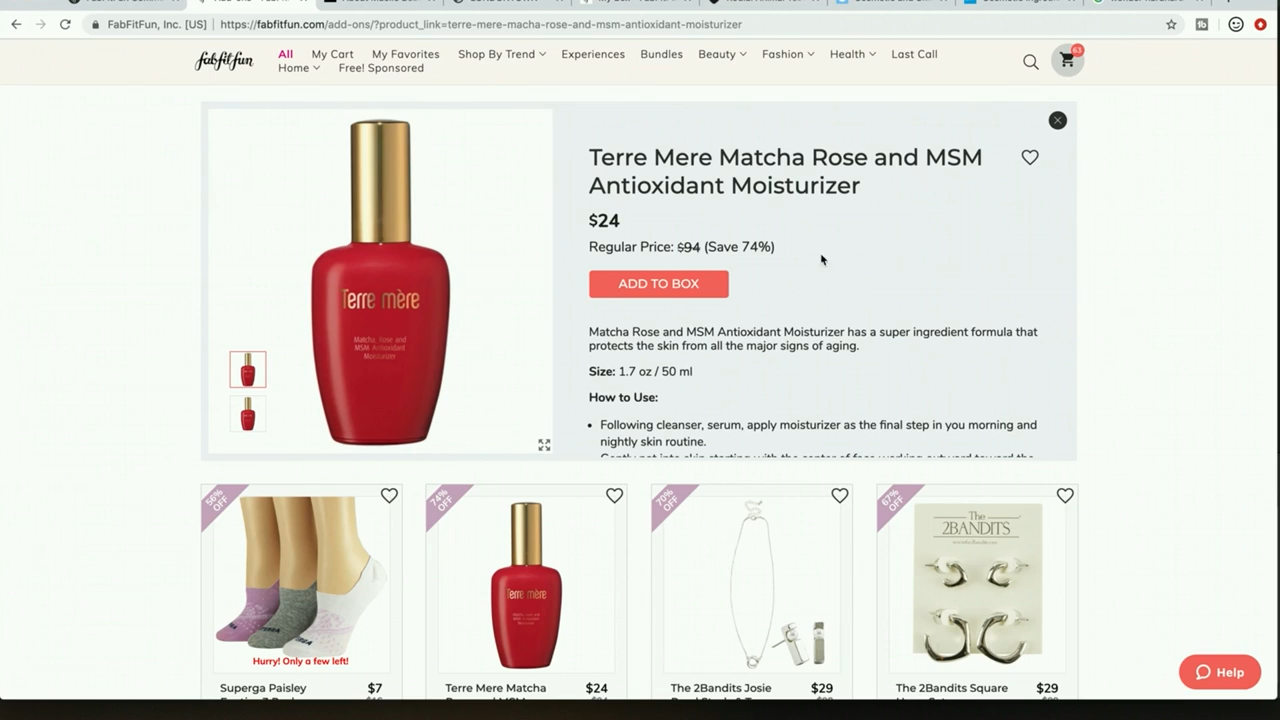 FabFitFun, Inc. [US] | https://fabfitfun.com/add-ons/?product_link=terre-mere-macha-rose-and-msm-antioxidant-moisturizer
fabfitfun
All My Cart My Favorites Shop By Trend Experiences Bundles Beauty Fashion Health Last Call
Home Free! Sponsored
63
Terre Mere Matcha Rose and MSM
Antioxidant Moisturizer
$24
Regular Price: $94 (Save 74%)
ADD TO BOX
Matcha Rose and MSM Antioxidant Moisturizer has a super ingredient formula that
protects the skin from all the major signs of aging.
Size: 1.7 oz / 50 ml
How to Use:
• Following cleanser, serum, apply moisturizer as the final step in you morning and
nightly skin routine.
Terre mère
Matcha, Rose and
MSM Antioxidant
Moisturizer
56% OFF
74% OFF
70% OFF
67% OFF
Terre mère
The
2BANDITS
Hurry! Only a few left!
Superga Paisley $7
Terre Mere Matcha $24
The 2Bandits Josie $29
The 2Bandits Square $29
Help